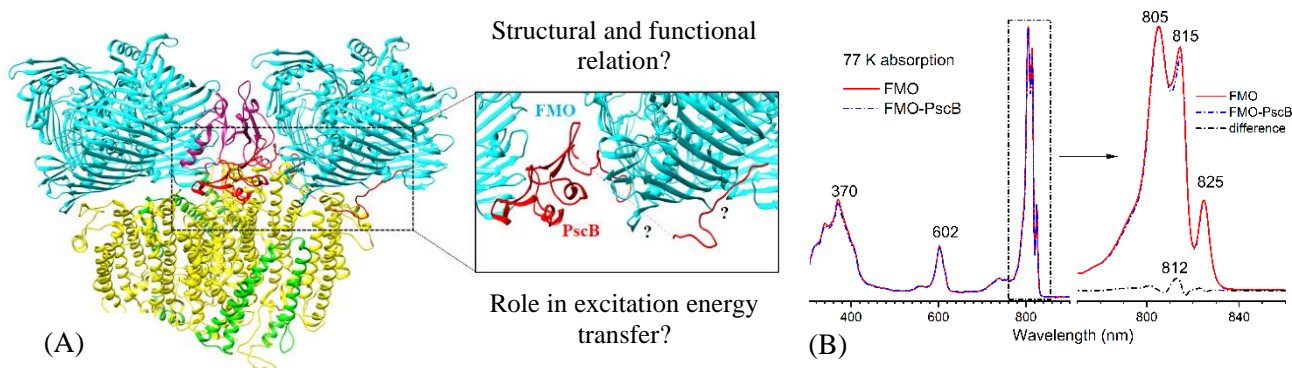 Structural and functional
relation?
FMO
PscB
?
?
Role in excitation energy
transfer?
(A)
77 K absorption
FMO
FMO-PscB
370
602
400
600
800
805
815
825
812
FMO
FMO-PscB
difference
800
840
Wavelength (nm)
(B)